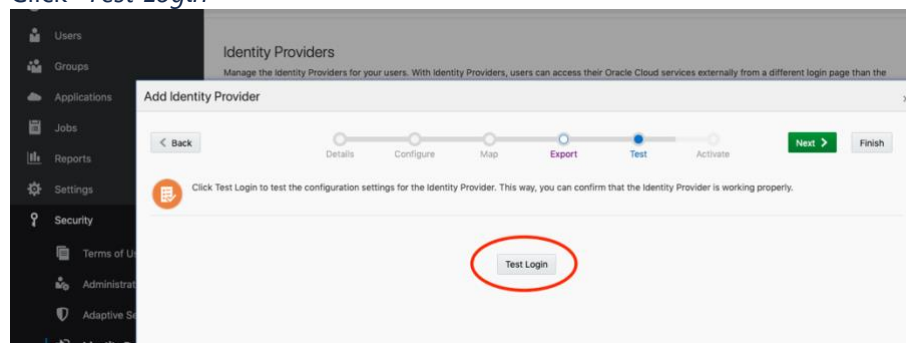 Click "Test Login"
Users
Identity Providers
Groups
Manage the Identity Providers for your users. With Identity Providers, users can access their Oracle Cloud services externally from a different login page than the
Applications
Add Identity Provider
Jobs
< Back
Details
Configure
Map
Export
Test
Activate
Next >
Finish
Reports
Click Test Login to test the configuration settings for the Identity Provider. This way, you can confirm that the Identity Provider is working properly.
Settings
Security
Terms of U
Test Login
Administrat
Adaptive Se